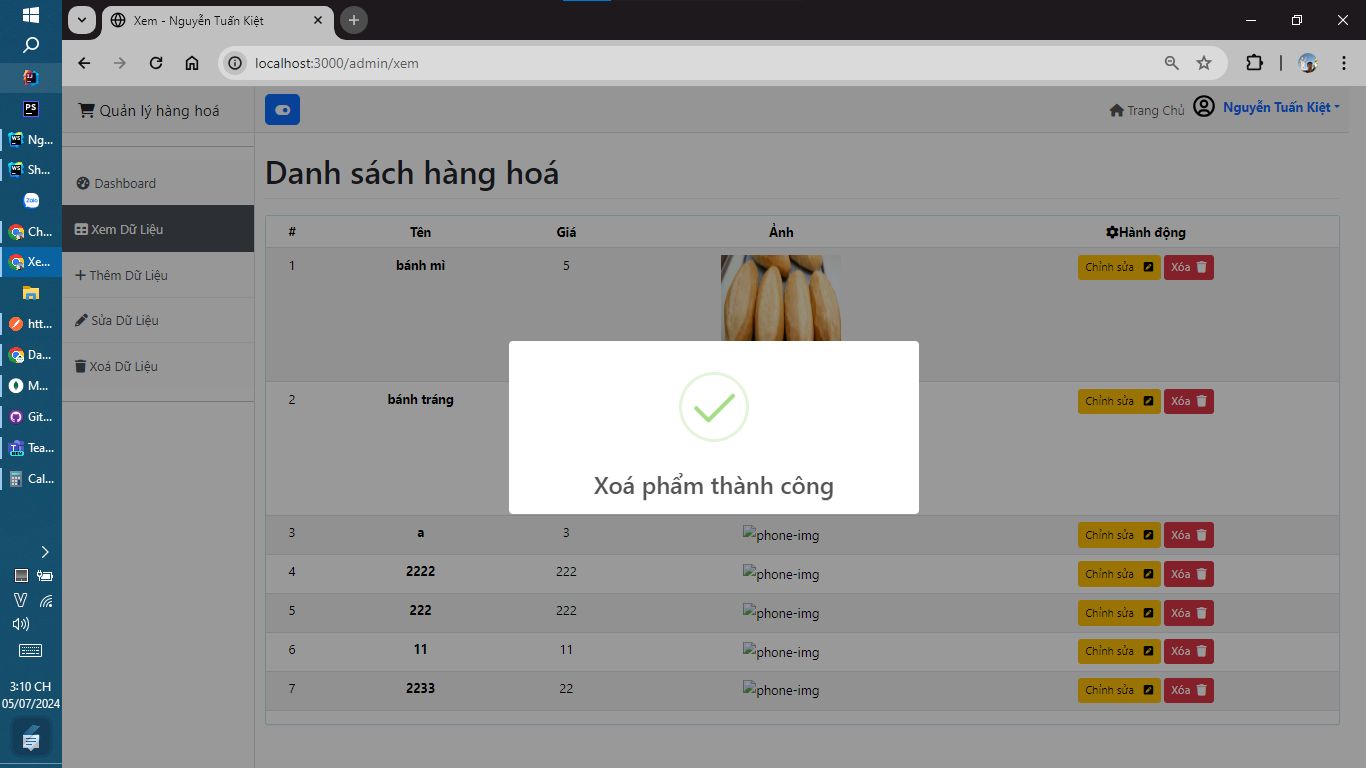 Xem - Nguyễn Tuấn Kiệt
localhost:3000/admin/xem
Quản lý hàng hoá
Trang Chủ
Nguyễn Tuấn Kiệt
Dashboard
Xem Dữ Liệu
Thêm Dữ Liệu
Sửa Dữ Liệu
Xoá Dữ Liệu
Danh sách hàng hoá
# Tên Giá Ảnh Hành động
1 bánh mì 5 Chỉnh sửa Xóa
2 bánh tráng Chỉnh sửa Xóa
Xoá phẩm thành công
3 a 3 phone-img Chỉnh sửa Xóa
4 2222 222 phone-img Chỉnh sửa Xóa
5 222 222 phone-img Chỉnh sửa Xóa
6 11 11 phone-img Chỉnh sửa Xóa
7 2233 22 phone-img Chỉnh sửa Xóa
PS
Ng...
Sh...
Zalo
Ch...
Xe...
htt...
Da...
M...
Git...
Tea...
Cal...
3:10 CH
05/07/2024